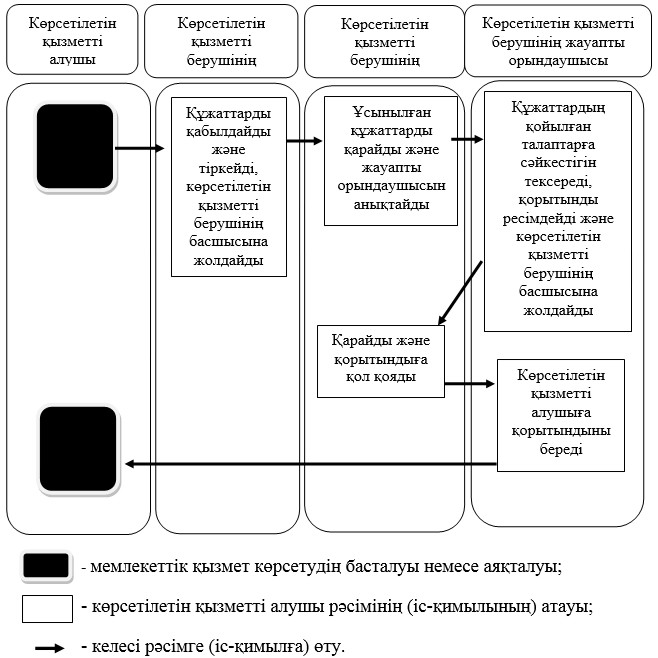 Көрсетілетін
қызметті
алушы
Көрсетілетін
қызметті
берушінің
Көрсетілетін
қызметті
берушінің
Көрсетілетін қызметті
берушінің жауапты
орындаушысы
Құжаттарды
қабылдайды
және
тіркейді,
көрсетілетін
қызметті
берушінің
басшысына
жолдайды
Ұсынылған
құжаттарды
қарайды және
жауапты
орындаушысын
анықтайды
Құжаттардың
қойылған
талаптарға
сәйкестігін
тексереді,
қорытынды
ресімдейді және
көрсетілетін
қызметті
берушінің
басшысына
жолдайды
Қарайды және
қорытындыға
қол қояды
Көрсетілетін
қызметті
алушыға
қорытындыны
береді
- мемлекеттік қызмет көрсетудің басталуы немесе аяқталуы;
- көрсетілетін қызметті алушы рәсімінің (іс-қимылының) атауы;
- келесі рәсімге (іс-қимылға) өту.